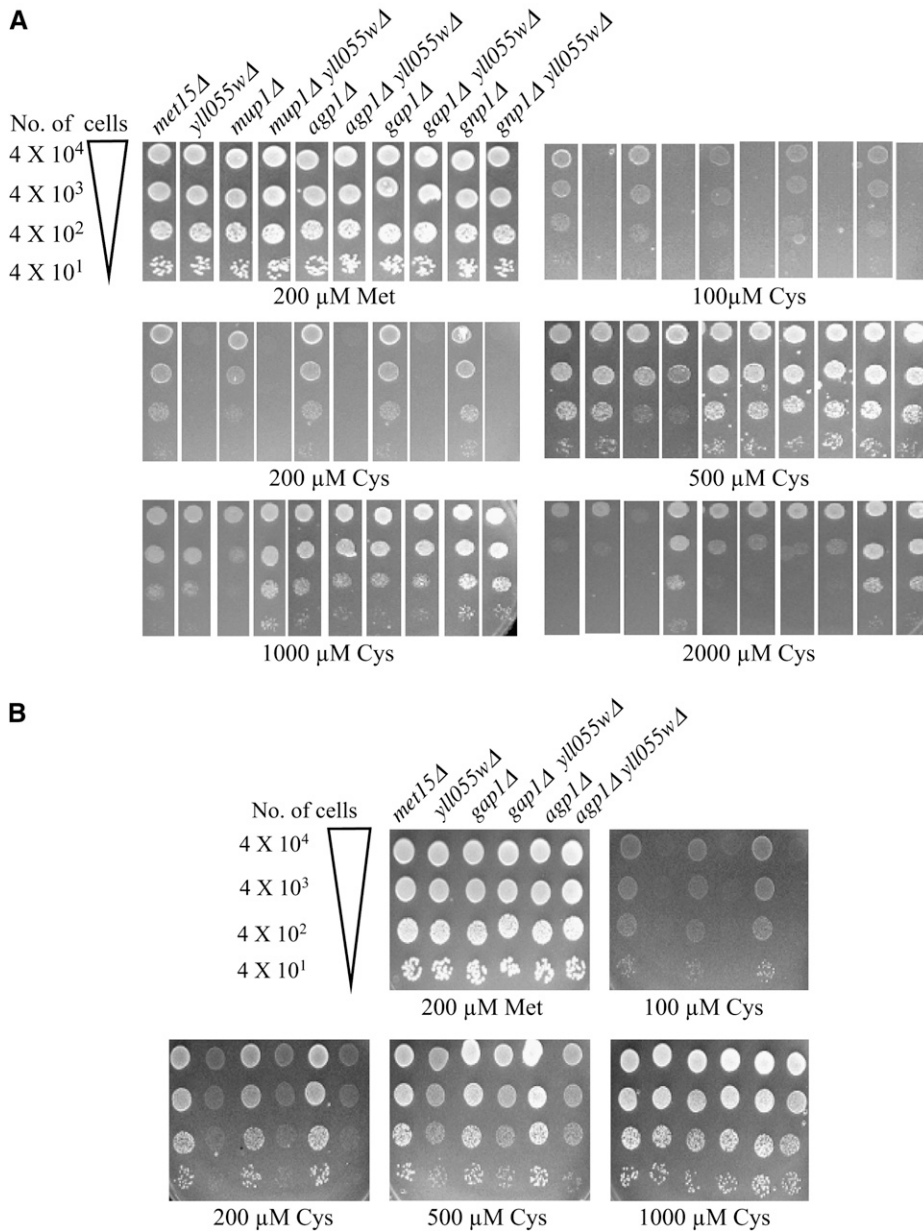 A
met15Δ
yll055wΔ
mup1Δ
mup1Δ yll055wΔ
agp1Δ
agp1Δ yll055wΔ
gap1Δ
gap1Δ yll055wΔ
gnp1Δ
gnp1Δ yll055wΔ
No. of cells
4 X 10⁴
4 X 10³
4 X 10²
4 X 10¹
200 µM Met
100µM Cys
200 µM Cys
500 µM Cys
1000 µM Cys
2000 µM Cys
B
met15Δ
yll055wΔ
gap1Δ
gap1Δ yll055wΔ
agp1Δ
agp1Δ yll055wΔ
No. of cells
4 X 10⁴
4 X 10³
4 X 10²
4 X 10¹
200 µM Met
100 µM Cys
200 µM Cys
500 µM Cys
1000 µM Cys